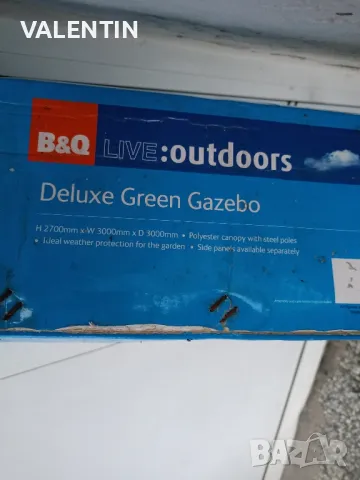 VALENTIN
B&Q LIVE:outdoors
Deluxe Green Gazebo
H 2700mm x W 3000mm x D 3000mm • Polyester canopy with steel poles
• Ideal weather protection for the garden • Side panels available separately
BAZAR